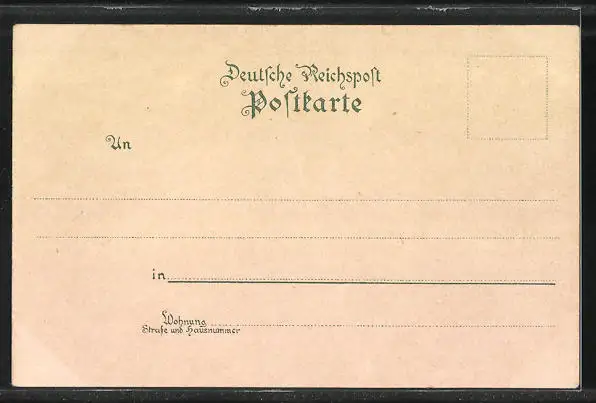 Deutsche Reichspost
Postkarte
An
in
Wohnung
Straße und Hausnummer